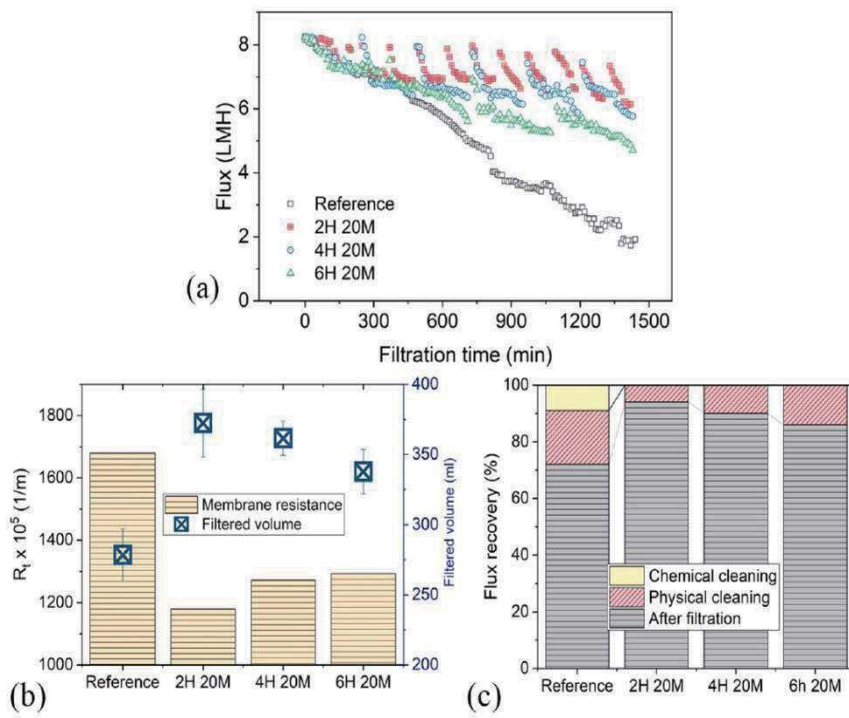 8
6
4
2
0
Flux (LMH)
Reference
2H 20M
4H 20M
6H 20M
(a)
0 300 600 900 1200 1500
Filtration time (min)
1800
1600
1400
1200
1000
Rt x 10⁵ (1/m)
Membrane resistance
Filtered volume
400
350
300
250
200
Filtered volume (ml)
Reference 2H 20M 4H 20M 6H 20M
(b)
100
80
60
40
20
0
Flux recovery (%)
Chemical cleaning
Physical cleaning
After filtration
Reference 2H 20M 4H 20M 6h 20M
(c)